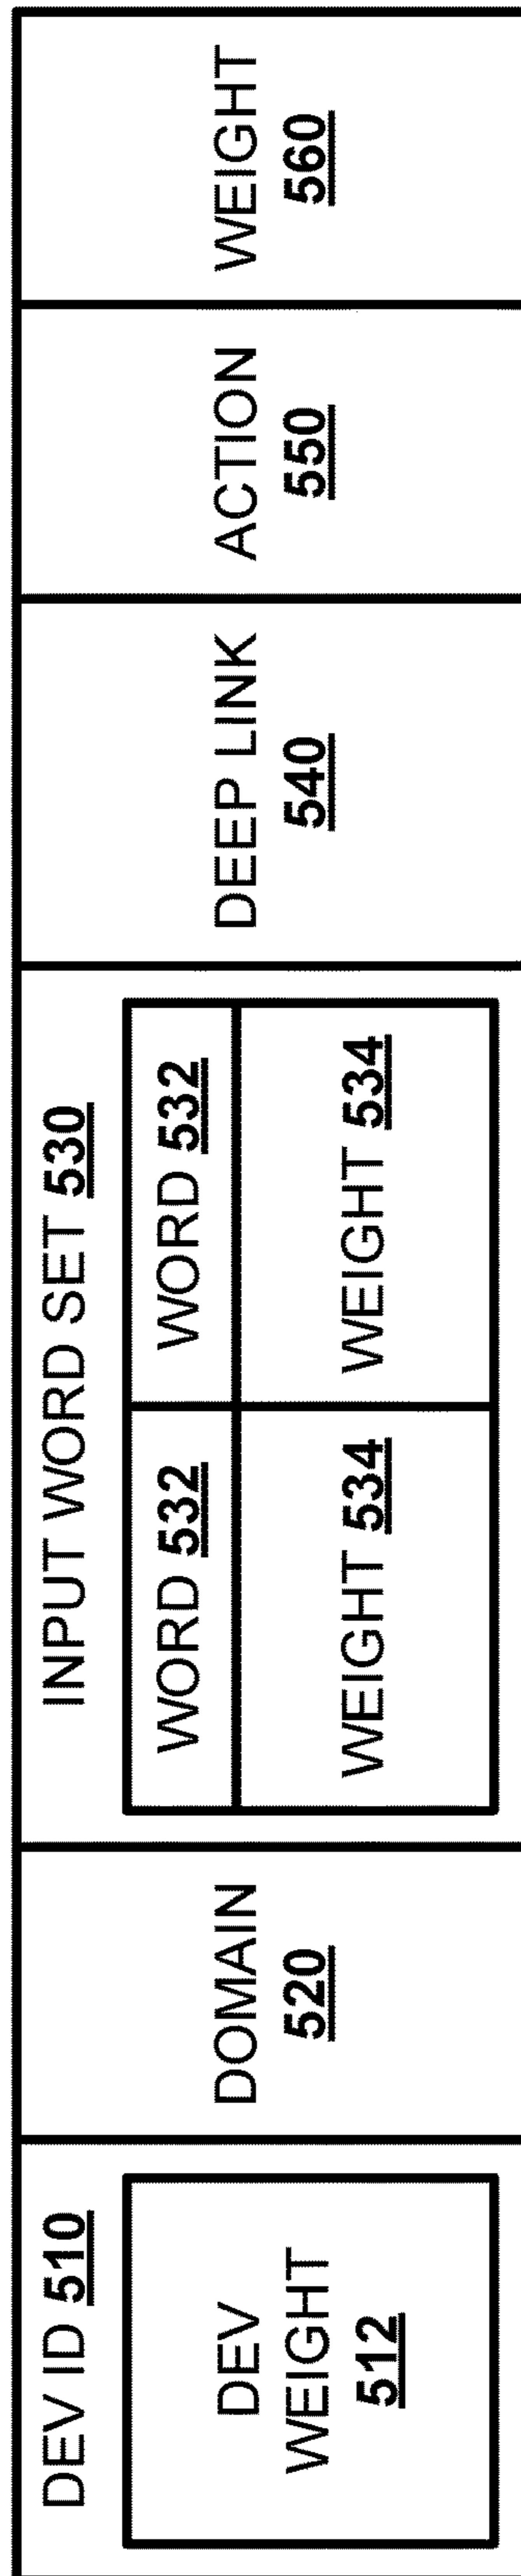 DEV ID 510
DEV
WEIGHT
512
DOMAIN
520
INPUT WORD SET 530
WORD 532
WORD 532
WEIGHT 534
WEIGHT 534
DEEP LINK
540
ACTION
550
WEIGHT
560